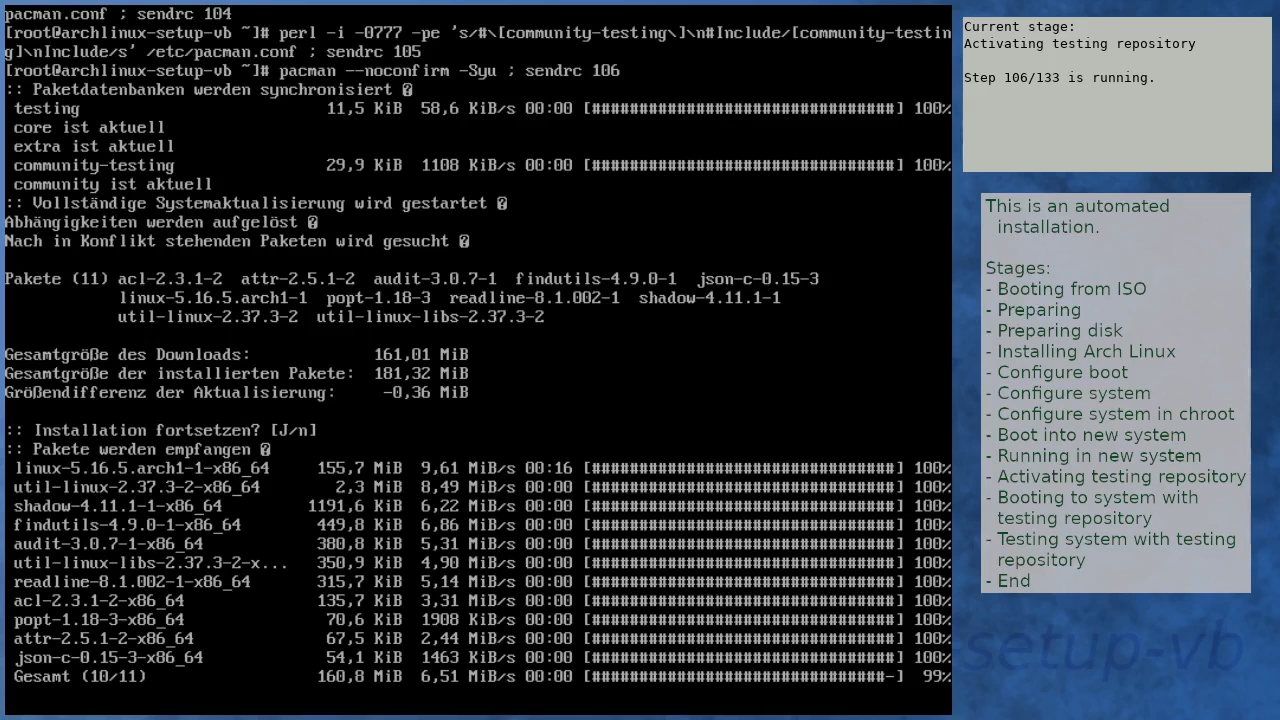 pacman.conf ; sendrc 104
[root@archlinux-setup-vb ~]# perl -i -0777 -pe 's/#\[community-testing\]\n#Include/[community-testin
g]\nInclude/s' /etc/pacman.conf ; sendrc 105
[root@archlinux-setup-vb ~]# pacman --noconfirm -Syu ; sendrc 106
:: Paketdatenbanken werden synchronisiert �
testing 11,5 KiB 58,6 KiB/s 00:00 [################################] 100%
core ist aktuell
extra ist aktuell
community-testing 29,9 KiB 1108 KiB/s 00:00 [################################] 100%
community ist aktuell
:: Vollständige Systemaktualisierung wird gestartet �
Abhängigkeiten werden aufgelöst �
Nach in Konflikt stehenden Paketen wird gesucht �
Pakete (11) acl-2.3.1-2 attr-2.5.1-2 audit-3.0.7-1 findutils-4.9.0-1 json-c-0.15-3
linux-5.16.5.arch1-1 popt-1.18-3 readline-8.1.002-1 shadow-4.11.1-1
util-linux-2.37.3-2 util-linux-libs-2.37.3-2
Gesamtgröße des Downloads: 161,01 MiB
Gesamtgröße der installierten Pakete: 181,32 MiB
Größendifferenz der Aktualisierung: -0,36 MiB
:: Installation fortsetzen? [J/n]
:: Pakete werden empfangen �
linux-5.16.5.arch1-1-x86_64 155,7 MiB 9,61 MiB/s 00:16 [################################] 100%
util-linux-2.37.3-2-x86_64 2,3 MiB 8,49 MiB/s 00:00 [################################] 100%
shadow-4.11.1-1-x86_64 1191,6 KiB 6,22 MiB/s 00:00 [################################] 100%
findutils-4.9.0-1-x86_64 449,8 KiB 6,86 MiB/s 00:00 [################################] 100%
audit-3.0.7-1-x86_64 380,8 KiB 5,31 MiB/s 00:00 [################################] 100%
util-linux-libs-2.37.3-2-x... 350,9 KiB 4,90 MiB/s 00:00 [################################] 100%
readline-8.1.002-1-x86_64 315,7 KiB 5,14 MiB/s 00:00 [################################] 100%
acl-2.3.1-2-x86_64 135,7 KiB 3,31 MiB/s 00:00 [################################] 100%
popt-1.18-3-x86_64 70,6 KiB 1908 KiB/s 00:00 [################################] 100%
attr-2.5.1-2-x86_64 67,5 KiB 2,44 MiB/s 00:00 [################################] 100%
json-c-0.15-3-x86_64 54,1 KiB 1463 KiB/s 00:00 [################################] 100%
Gesamt (10/11) 160,8 MiB 6,51 MiB/s 00:00 [###############################-] 99%
Current stage:
Activating testing repository
Step 106/133 is running.
This is an automated
installation.
Stages:
- Booting from ISO
- Preparing
- Preparing disk
- Installing Arch Linux
- Configure boot
- Configure system
- Configure system in chroot
- Boot into new system
- Running in new system
- Activating testing repository
- Booting to system with
testing repository
- Testing system with testing
repository
- End
setup-vb